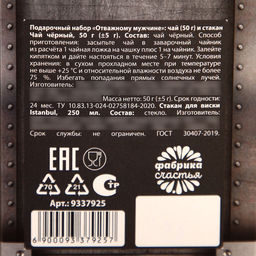 Подарочный набор «Отважному мужчине»: чай (50 г) и стакан
Чай чёрный, 50 г (±5 г). Состав: чай чёрный. Способ
приготовления: засыпьте чай в заварочный чайник
из расчёта 1 чайная ложка на чашку плюс 1 на чайник. Залейте
кипятком и дайте настояться в течение 5–7 минут. Условия
хранения: в сухом прохладном месте при температуре
не выше +25 °С и относительной влажности воздуха не более
75 %. Избегать попадания прямых солнечных лучей.
Изготовитель:
Масса нетто: 50 г (±5 г). Срок годности:
24 мес. ТУ 10.83.13-024-02758184-2020. Стакан для виски
Istanbul, 250 мл. Состав: стекло. Изготовитель:
Срок службы: не ограничен. ГОСТ 30407-2019.
EAC
70 21
СТР
фабрика
счастья
Арт.: 9337925
6 900093 379257